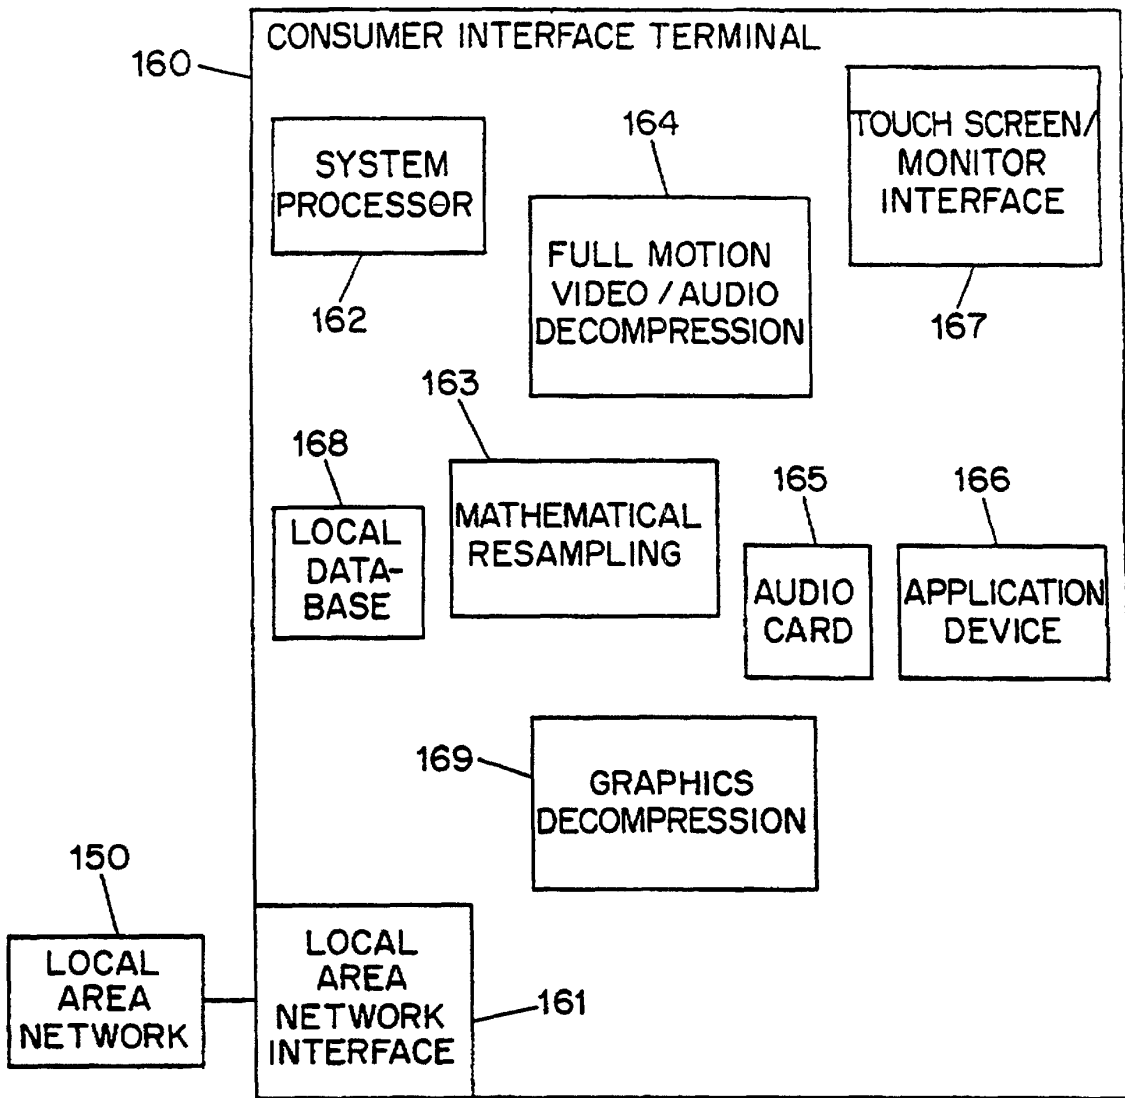 CONSUMER INTERFACE TERMINAL
160
SYSTEM
PROCESSOR
162
164
FULL MOTION
VIDEO / AUDIO
DECOMPRESSION
TOUCH SCREEN/
MONITOR
INTERFACE
167
163
MATHEMATICAL
RESAMPLING
168
LOCAL
DATA-
BASE
165
AUDIO
CARD
166
APPLICATION
DEVICE
169
GRAPHICS
DECOMPRESSION
150
LOCAL
AREA
NETWORK
LOCAL
AREA
NETWORK
INTERFACE
161